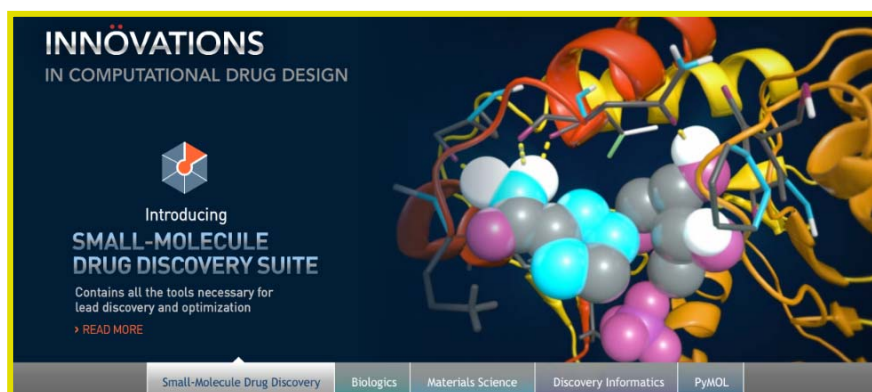 INNÖVATIONS
IN COMPUTATIONAL DRUG DESIGN
Introducing
SMALL-MOLECULE
DRUG DISCOVERY SUITE
Contains all the tools necessary for
lead discovery and optimization
› READ MORE
Small-Molecule Drug Discovery
Biologics
Materials Science
Discovery Informatics
PyMOL